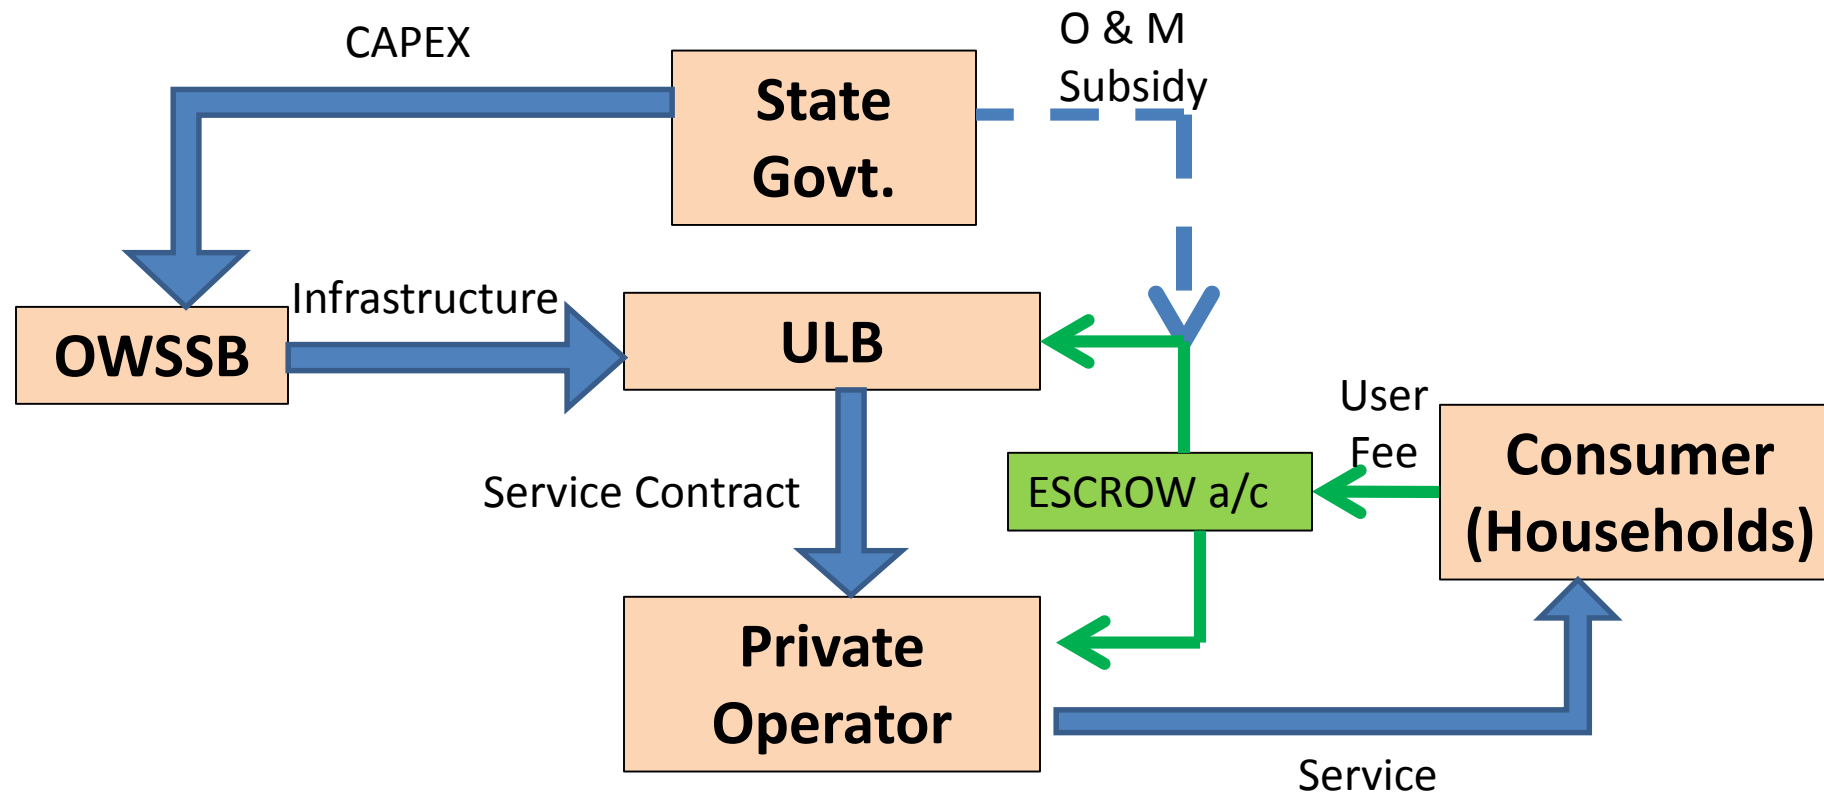 CAPEX
O & M
Subsidy
State
Govt.
Infrastructure
OWSSB
ULB
User
Fee
Consumer
(Households)
Service Contract
ESCROW a/c
Private
Operator
Service